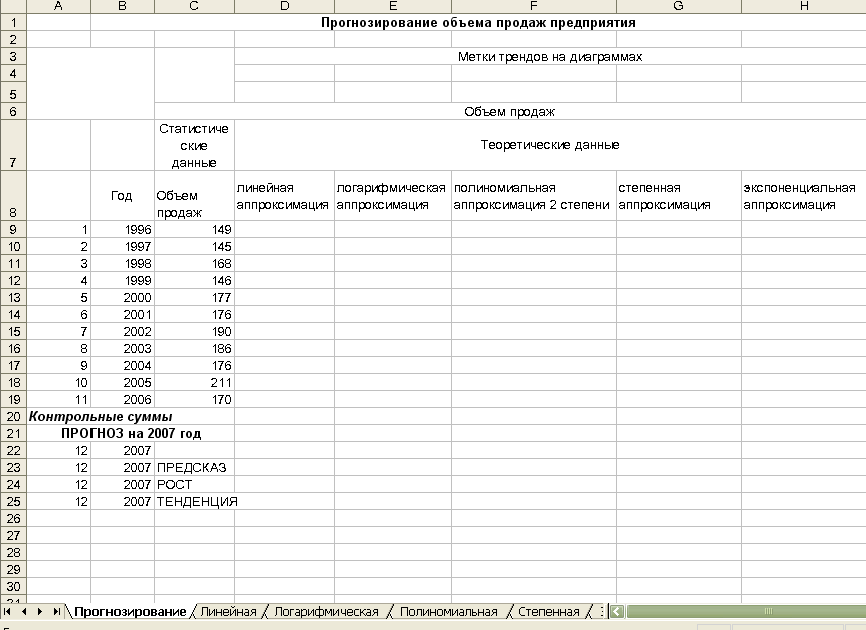 A B C D E F G H
1 Прогнозирование объема продаж предприятия
2
3 Метки трендов на диаграммах
4
5
6 Объем продаж
7 Статистиче ские данные Теоретические данные
8 Год Объем продаж линейная аппроксимация логарифмическая аппроксимация полиномиальная аппроксимация 2 степени степенная аппроксимация экспоненциальная аппроксимация
9 1 1996 149
10 2 1997 145
11 3 1998 168
12 4 1999 146
13 5 2000 177
14 6 2001 176
15 7 2002 190
16 8 2003 186
17 9 2004 176
18 10 2005 211
19 11 2006 170
20 Контрольные суммы
21 ПРОГНОЗ на 2007 год
22 12 2007
23 12 2007 ПРЕДСКАЗ
24 12 2007 РОСТ
25 12 2007 ТЕНДЕНЦИЯ
26
27
28
29
30
Прогнозирование Линейная Логарифмическая Полиномиальная Степенная